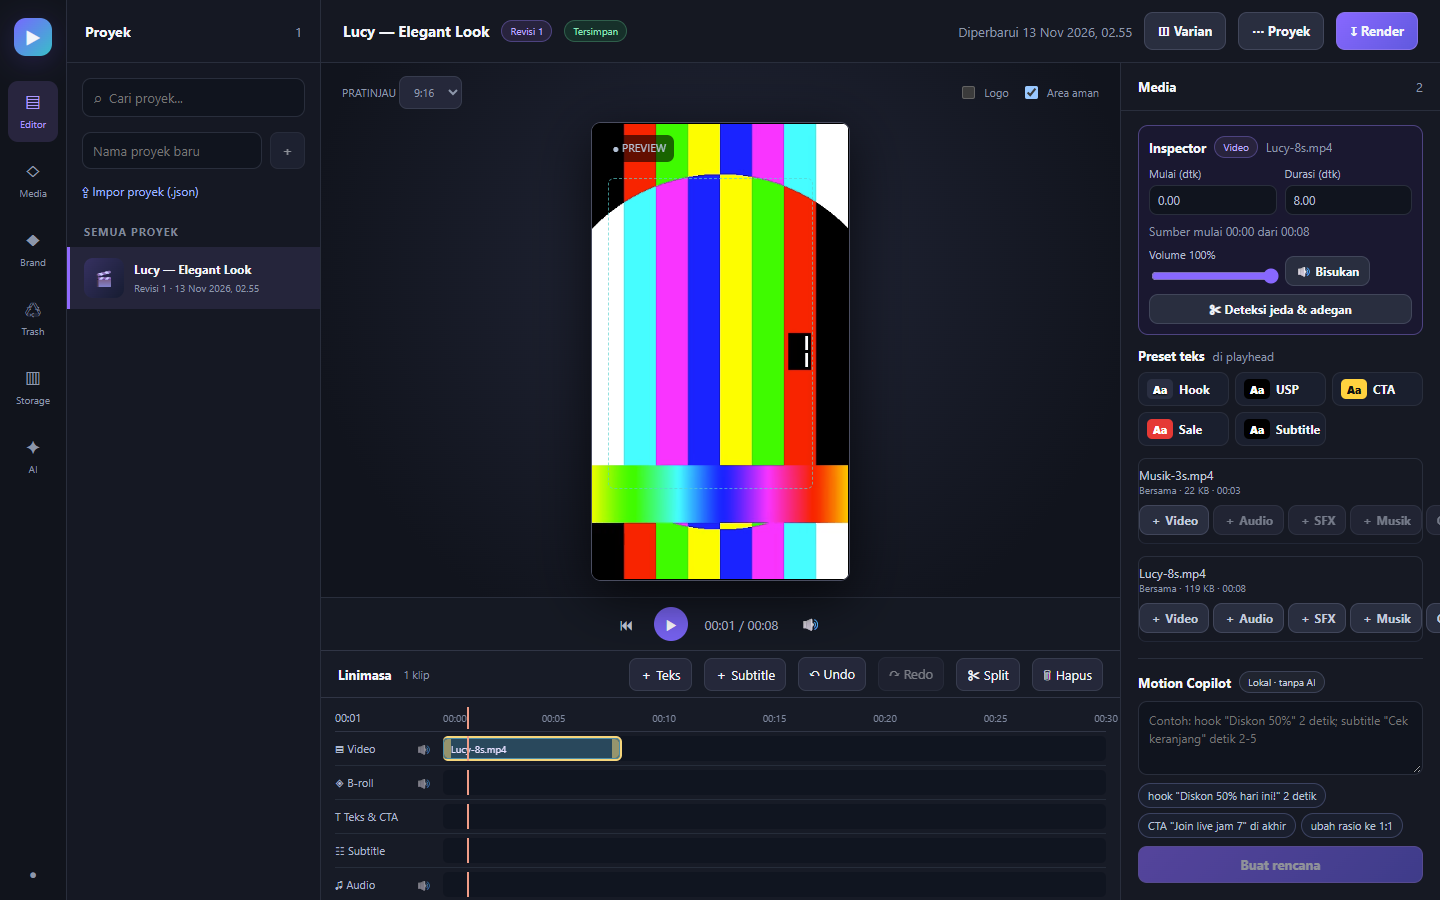 Editor
Media
Brand
Trash
Storage
AI
Proyek 1
Cari proyek...
Nama proyek baru +
Impor proyek (.json)
SEMUA PROYEK
Lucy — Elegant Look
Revisi 1 · 13 Nov 2026, 02.55
Lucy — Elegant Look Revisi 1 Tersimpan
Diperbarui 13 Nov 2026, 02.55 Varian ··· Proyek Render
PRATINJAU 9:16 Logo Area aman
PREVIEW
00:01 / 00:08
Linimasa 1 klip + Teks + Subtitle Undo Redo Split Hapus
00:01 00:00 00:05 00:10 00:15 00:20 00:25 00:30
Video Lucy-8s.mp4
B-roll
T Teks & CTA
Subtitle
Audio
Media 2
Inspector Video Lucy-8s.mp4
Mulai (dtk) Durasi (dtk)
0.00 8.00
Sumber mulai 00:00 dari 00:08
Volume 100%
Bisukan
Deteksi jeda & adegan
Preset teks di playhead
Aa Hook Aa USP Aa CTA
Aa Sale Aa Subtitle
Musik-3s.mp4
Bersama · 22 KB · 00:03
+ Video + Audio + SFX + Musik
Lucy-8s.mp4
Bersama · 119 KB · 00:08
+ Video + Audio + SFX + Musik
Motion Copilot Lokal · tanpa AI
Contoh: hook "Diskon 50%" 2 detik; subtitle "Cek
keranjang" detik 2-5
hook "Diskon 50% hari ini!" 2 detik
CTA "Join live jam 7" di akhir ubah rasio ke 1:1
Buat rencana